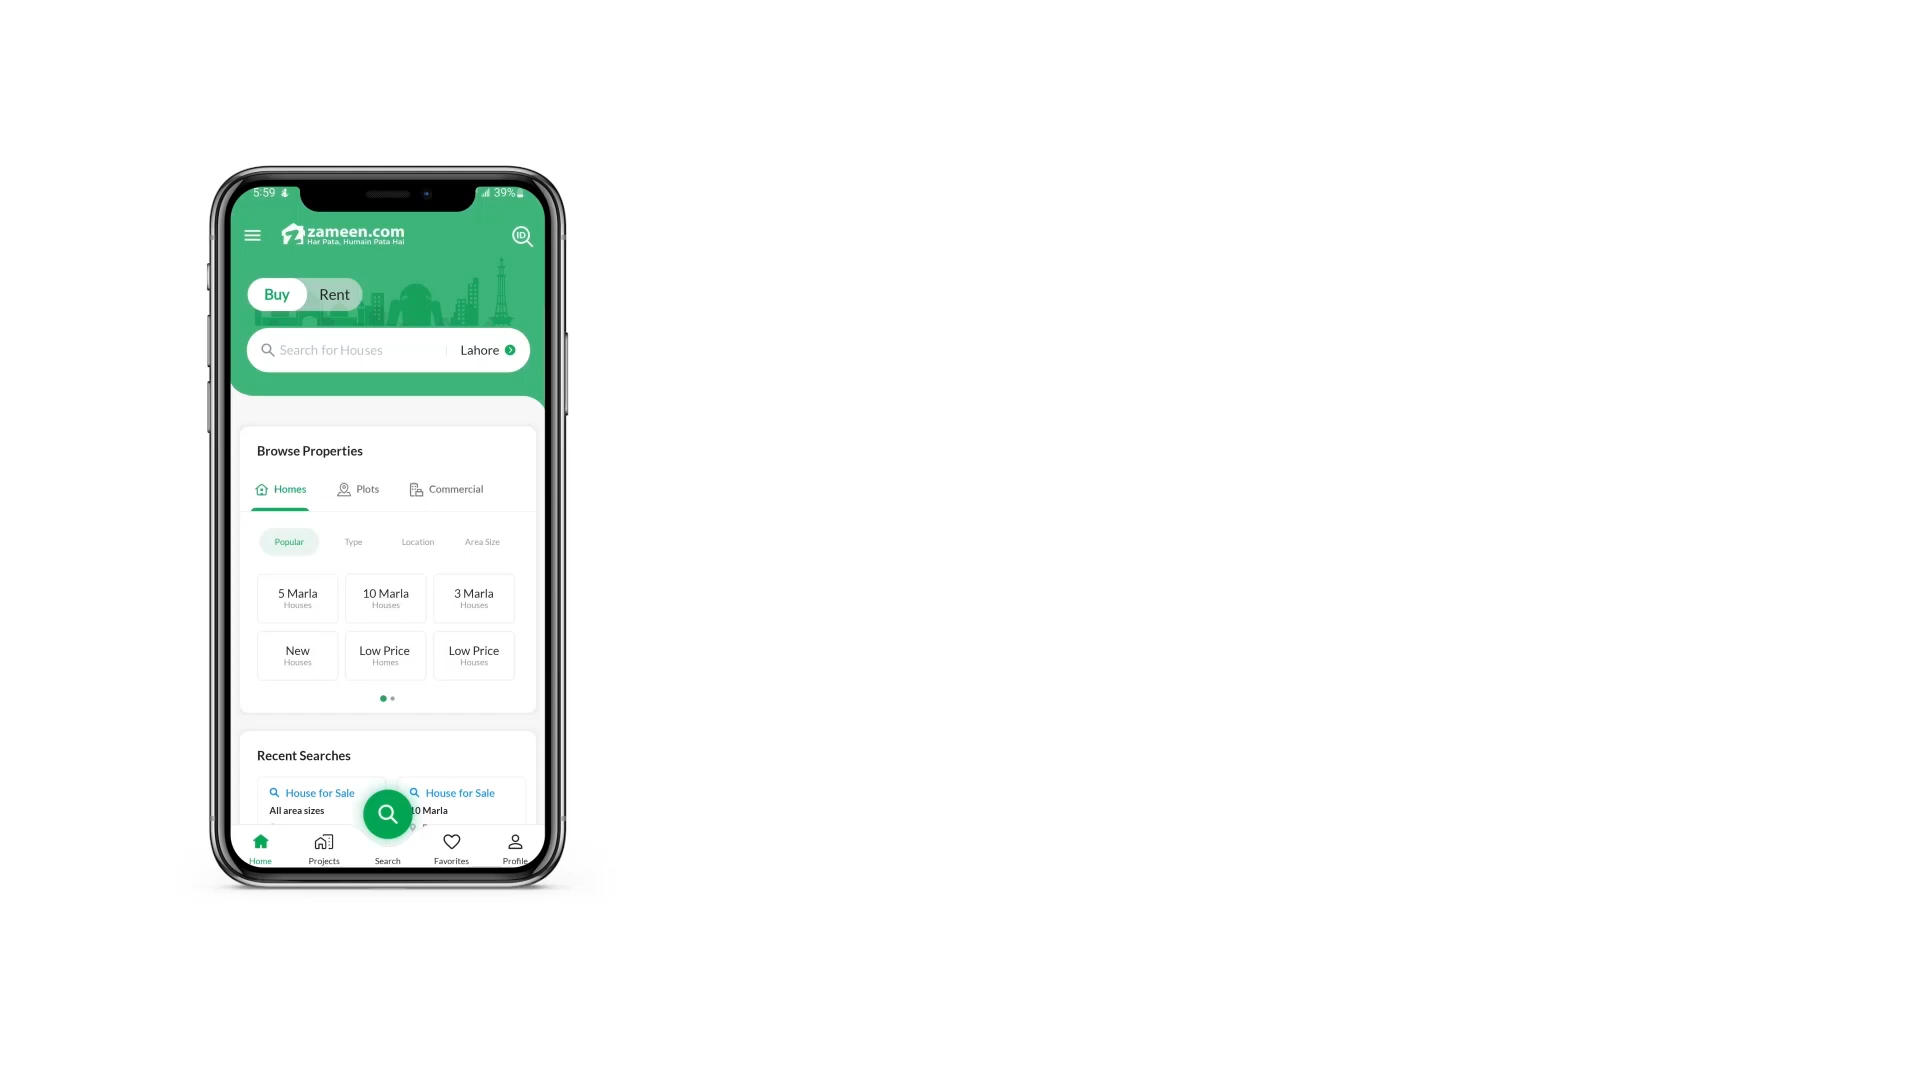 5:59
39%
zameen.com
Har Pata, Humain Pata Hai
ID
Buy
Rent
Search for Houses
Lahore
Browse Properties
Homes
Plots
Commercial
Popular
Type
Location
Area Size
5 Marla
Houses
10 Marla
Houses
3 Marla
Houses
New
Houses
Low Price
Homes
Low Price
Houses
Recent Searches
House for Sale
All area sizes
House for Sale
10 Marla
Home
Projects
Search
Favorites
Profile